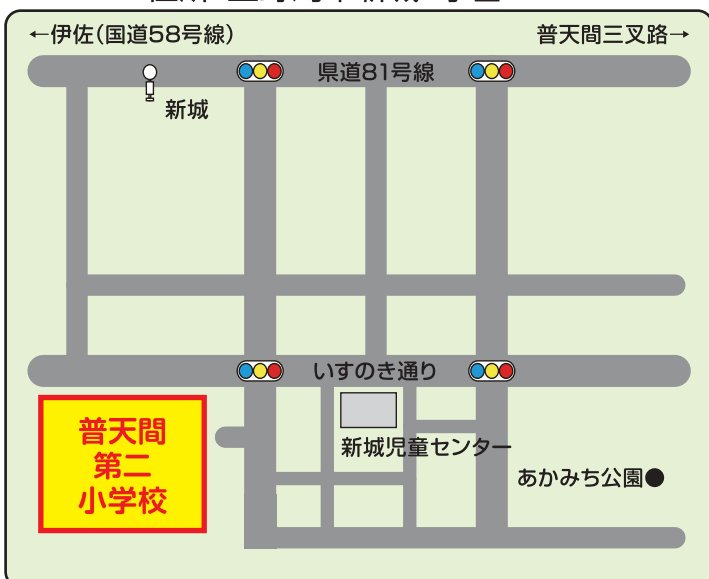 ←伊佐(国道58号線)
普天間三叉路→
県道81号線
新城
いすのき通り
普天間
第二
小学校
新城児童センター
あかみち公園●